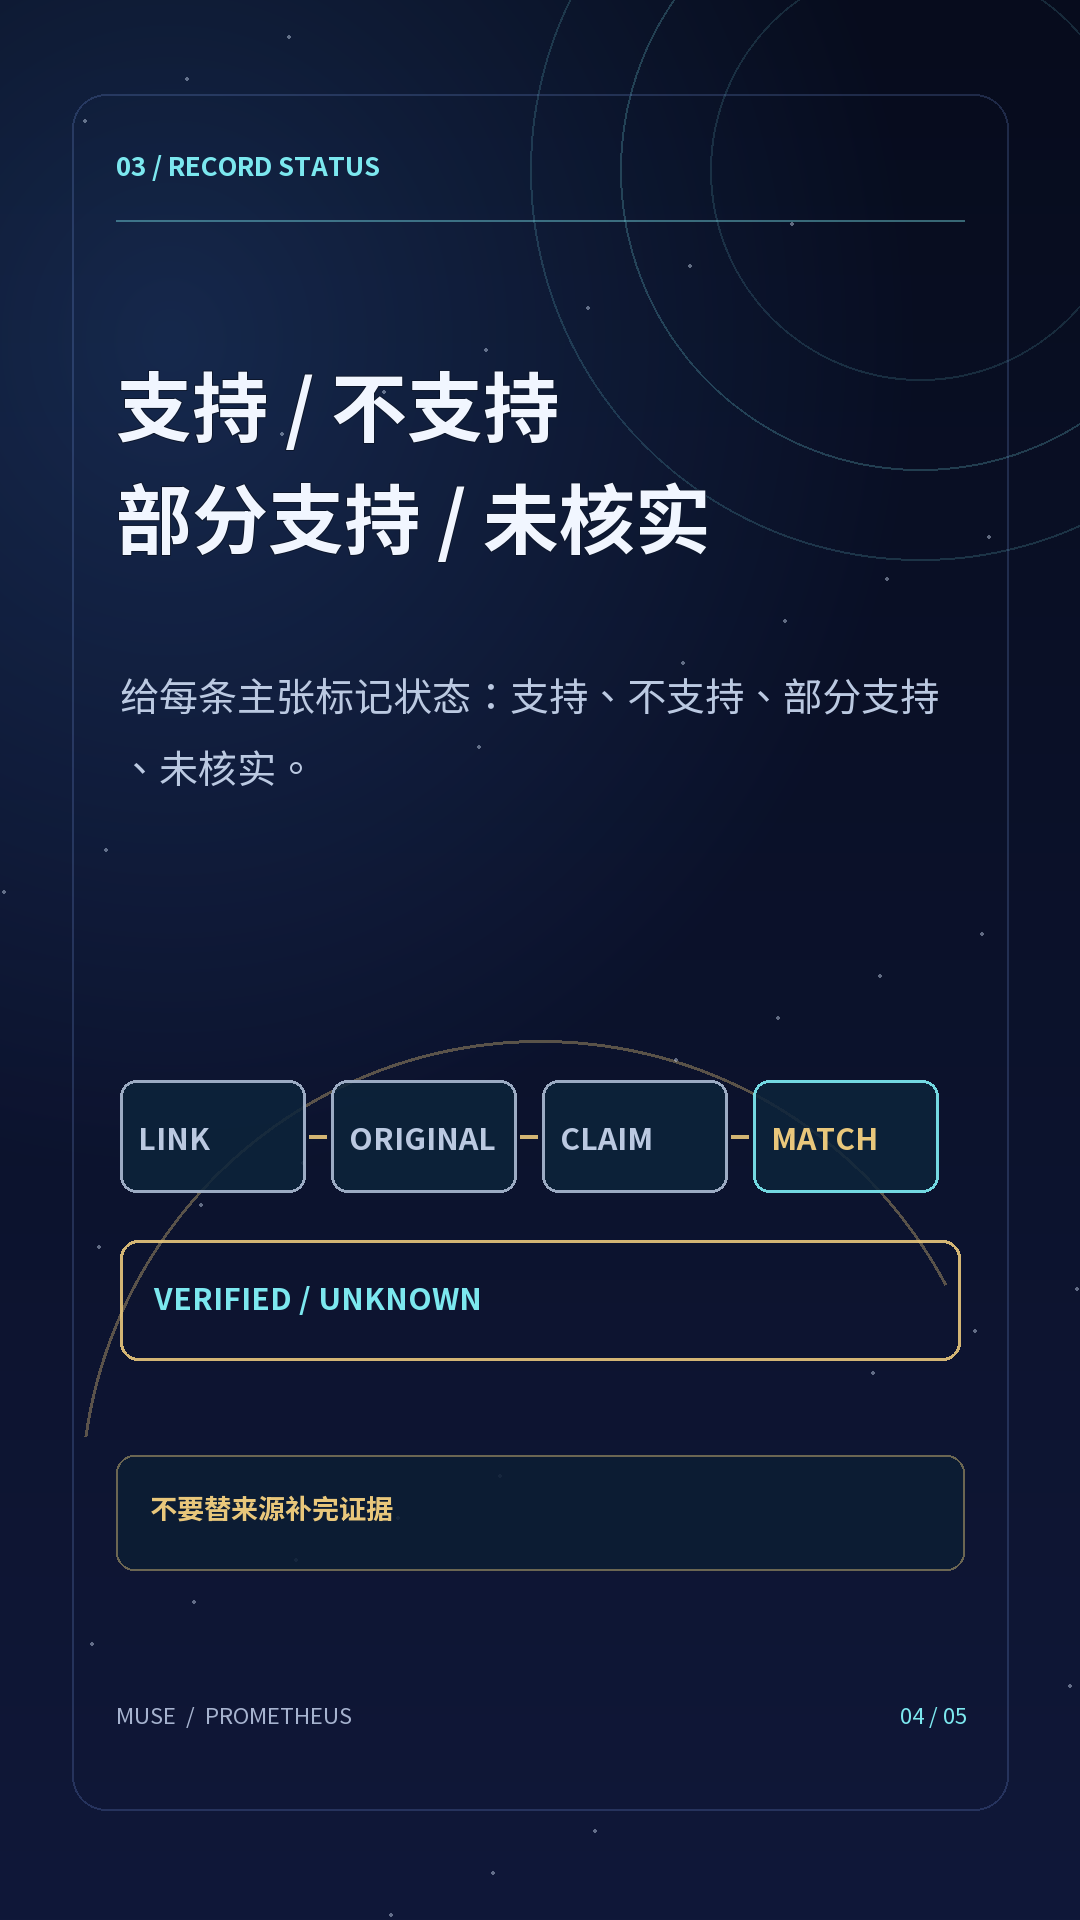 03 / RECORD STATUS
支持 / 不支持
部分支持 / 未核实
给每条主张标记状态：支持、不支持、部分支持
、未核实。
LINK
ORIGINAL
CLAIM
MATCH
VERIFIED / UNKNOWN
不要替来源补完证据
MUSE / PROMETHEUS
04 / 05